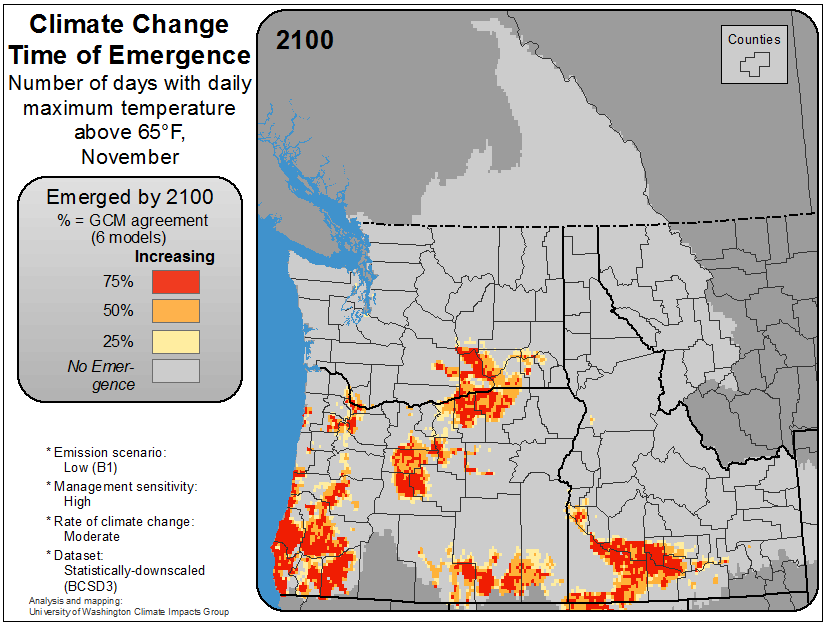 Climate Change
Time of Emergence
Number of days with daily
maximum temperature
above 65°F,
November
Emerged by 2100
% = GCM agreement
(6 models)
Increasing
75%
50%
25%
No Emer-
gence
* Emission scenario:
Low (B1)
* Management sensitivity:
High
* Rate of climate change:
Moderate
* Dataset:
Statistically-downscaled
(BCSD3)
Analysis and mapping:
University of Washington Climate Impacts Group
2100
Counties